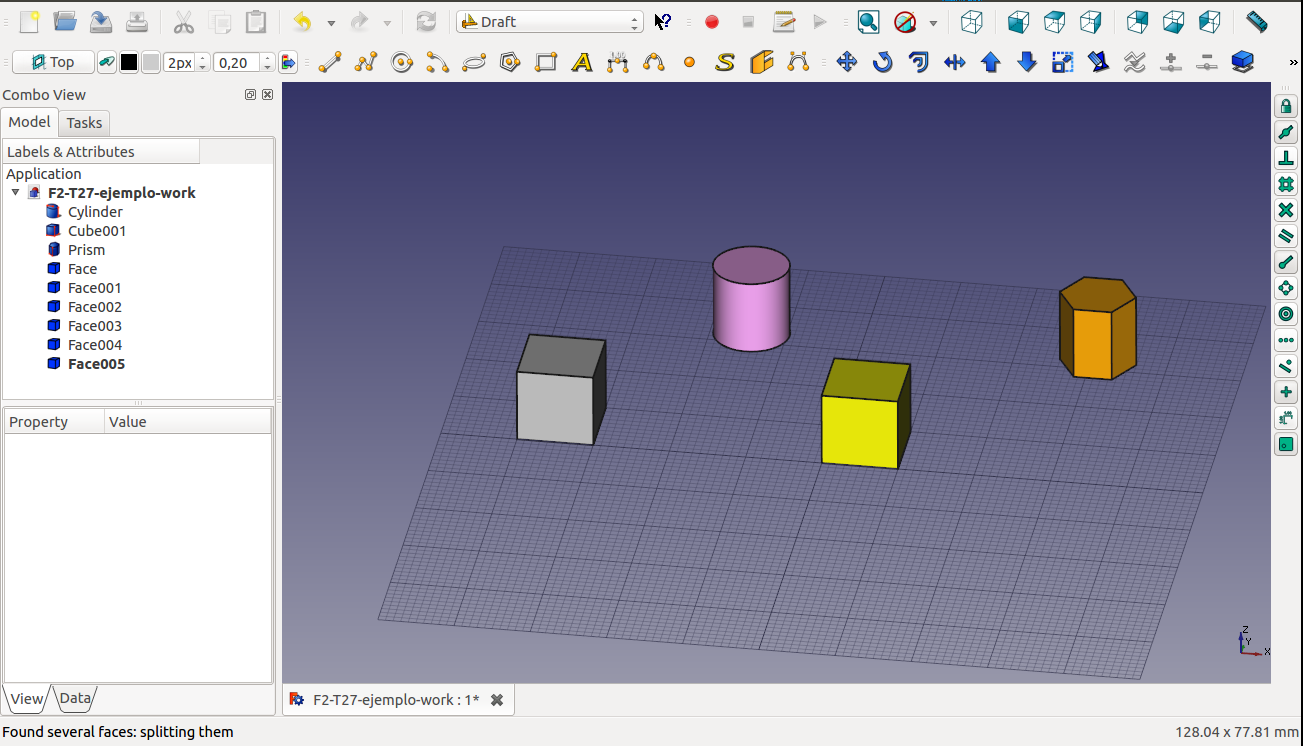 Draft
Top
2px
0,20
A
S
»
Combo View
Model
Tasks
Labels & Attributes
Application
F2-T27-ejemplo-work
Cylinder
Cube001
Prism
Face
Face001
Face002
Face003
Face004
Face005
Property
Value
Z
Y
X
View
Data
F2-T27-ejemplo-work : 1*
Found several faces: splitting them
128.04 x 77.81 mm